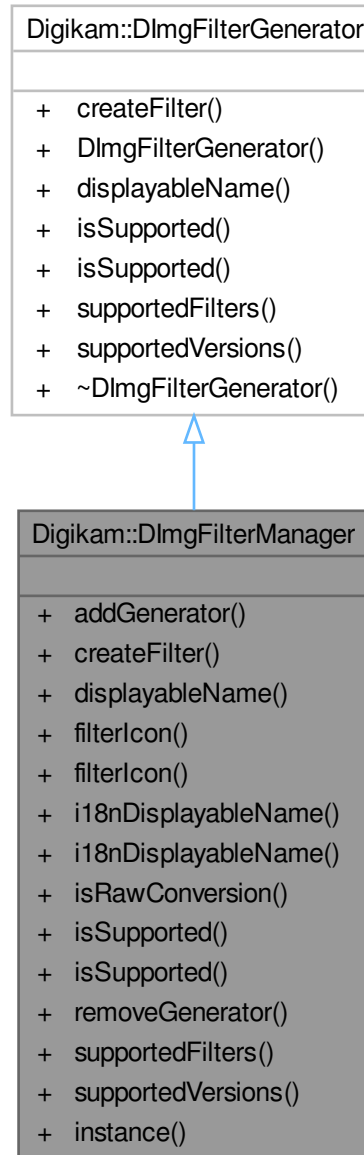 Digikam::DImgFilterGenerator
+ createFilter()
+ DImgFilterGenerator()
+ displayableName()
+ isSupported()
+ isSupported()
+ supportedFilters()
+ supportedVersions()
+ ~DImgFilterGenerator()
Digikam::DImgFilterManager
+ addGenerator()
+ createFilter()
+ displayableName()
+ filterIcon()
+ filterIcon()
+ i18nDisplayableName()
+ i18nDisplayableName()
+ isRawConversion()
+ isSupported()
+ isSupported()
+ removeGenerator()
+ supportedFilters()
+ supportedVersions()
+ instance()